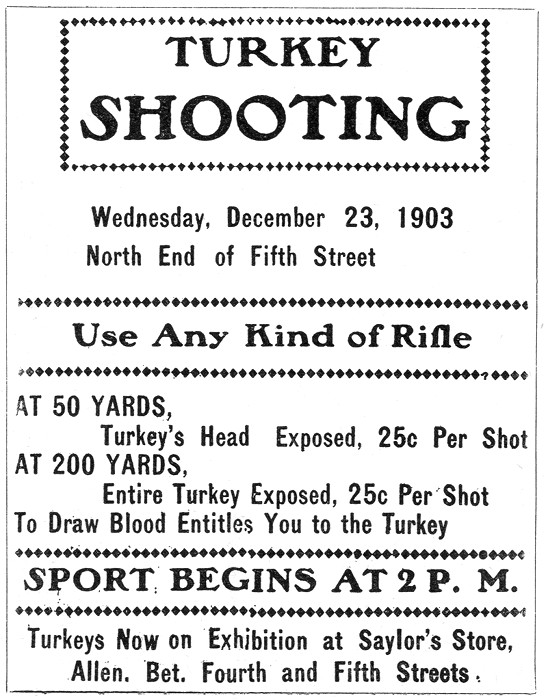 TURKEY
SHOOTING
Wednesday, December 23, 1903
North End of Fifth Street
Use Any Kind of Rifle
AT 50 YARDS,
Turkey's Head Exposed, 25c Per Shot
AT 200 YARDS,
Entire Turkey Exposed, 25c Per Shot
To Draw Blood Entitles You to the Turkey
SPORT BEGINS AT 2 P. M.
Turkeys Now on Exhibition at Saylor's Store,
Allen. Bet. Fourth and Fifth Streets.